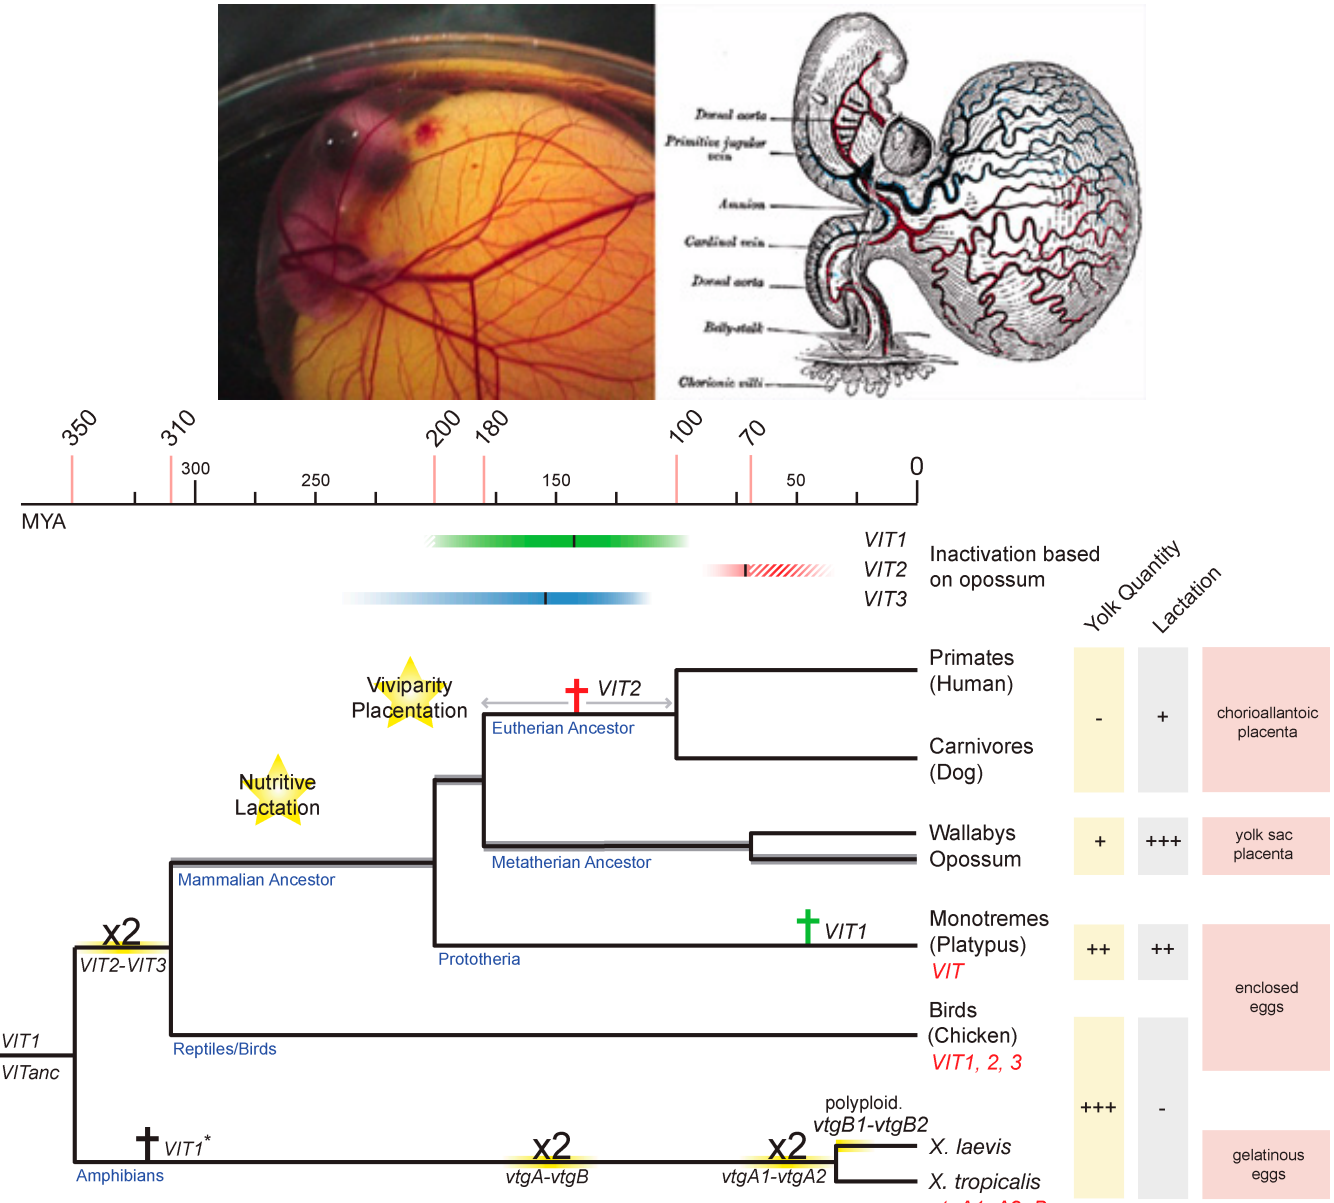 Dorsal aorta
Primitive jugular
vein
Amnion
Cardinal vein
Dorsal aorta
Belly-stalk
Chorionic villi
350
310
200
180
100
70
0
300
250
150
50
MYA
VIT1
VIT2
VIT3
Inactivation based
on opossum
Yolk Quantity
Lactation
Viviparity
Placentation
Nutritive
Lactation
VIT2
Eutherian Ancestor
Primates
(Human)
Carnivores
(Dog)
-
+
chorioallantoic
placenta
Metatherian Ancestor
Wallabys
Opossum
+
+++
yolk sac
placenta
Mammalian Ancestor
VIT1
Prototheria
Monotremes
(Platypus)
VIT
++
++
enclosed
eggs
x2
VIT2-VIT3
Birds
(Chicken)
VIT1, 2, 3
Reptiles/Birds
VIT1
VITanc
+++
-
VIT1*
Amphibians
x2
vtgA-vtgB
x2
vtgA1-vtgA2
polyploid.
vtgB1-vtgB2
X. laevis
X. tropicalis
gelatinous
eggs